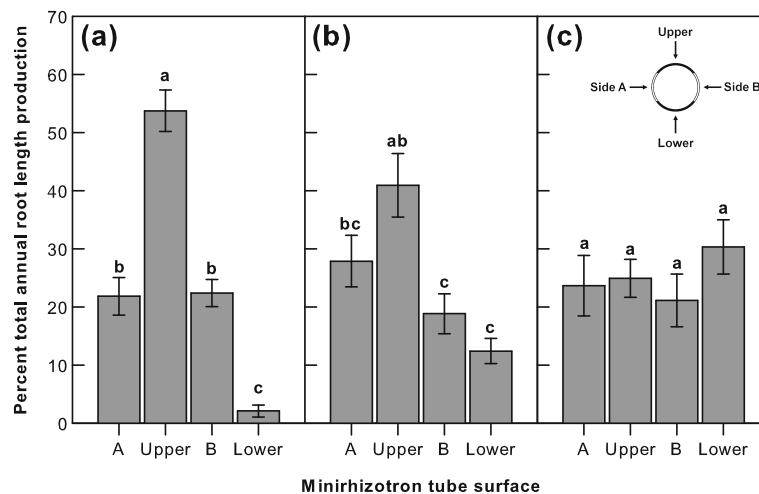 Percent total annual root length production
70
60
50
40
30
20
10
0
(a)
a
b
b
c
A Upper B Lower
(b)
ab
bc
c
c
A Upper B Lower
(c)
Upper
Side A
Side B
Lower
a
a
a
a
A Upper B Lower
Minirhizotron tube surface